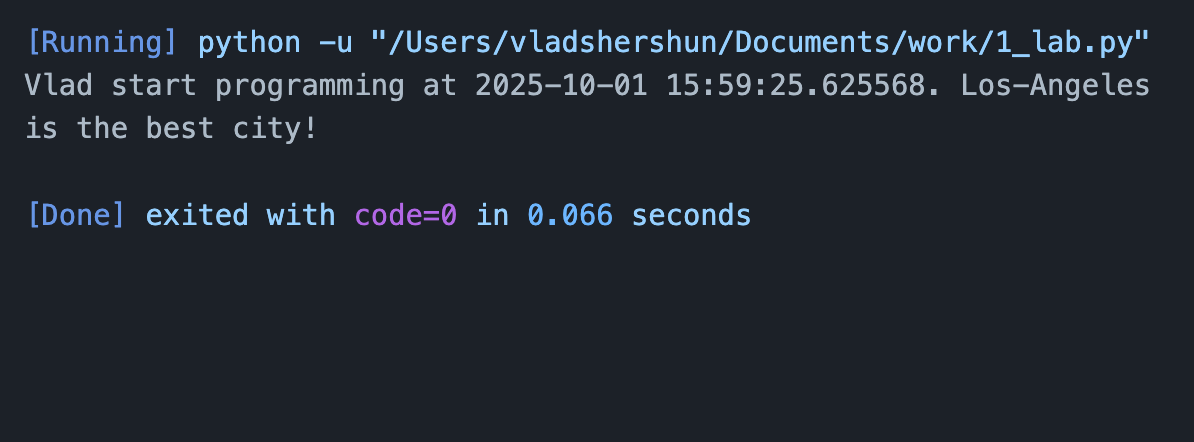 [Running] python -u "/Users/vladshershun/Documents/work/1_lab.py"
Vlad start programming at 2025-10-01 15:59:25.625568. Los-Angeles
is the best city!
[Done] exited with code=0 in 0.066 seconds